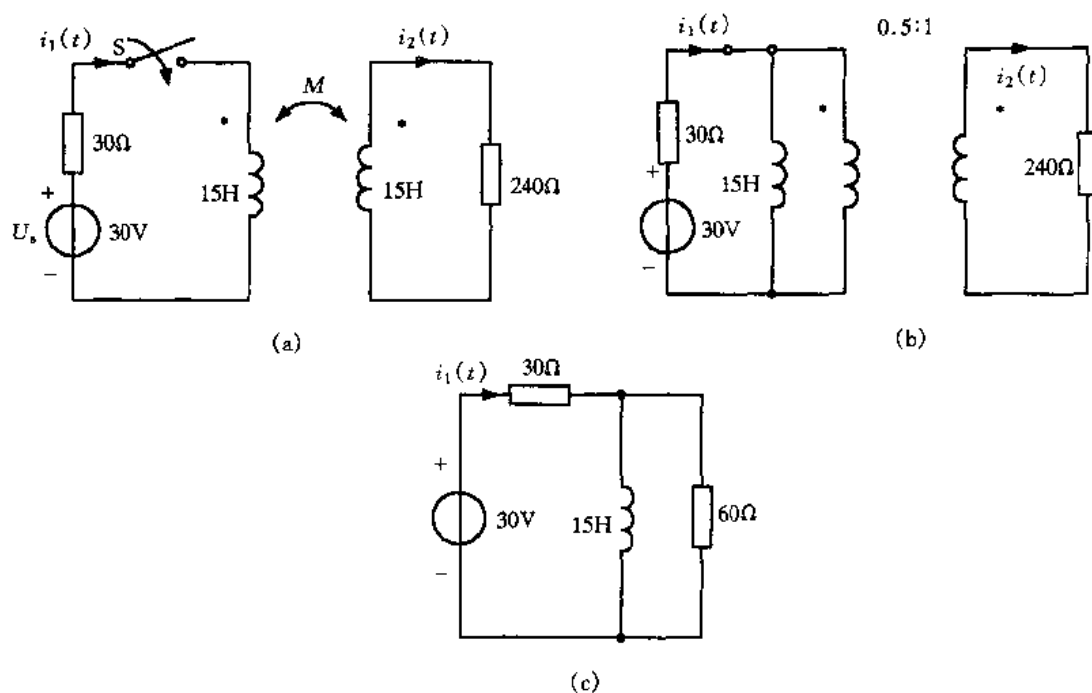 i₁(t)
S
M
i₂(t)
30Ω
+
Uₛ
30V
−
15H
15H
240Ω
(a)
i₁(t)
0.5:1
i₂(t)
30Ω
+
30V
−
15H
240Ω
(b)
i₁(t)
30Ω
+
30V
−
15H
60Ω
(c)